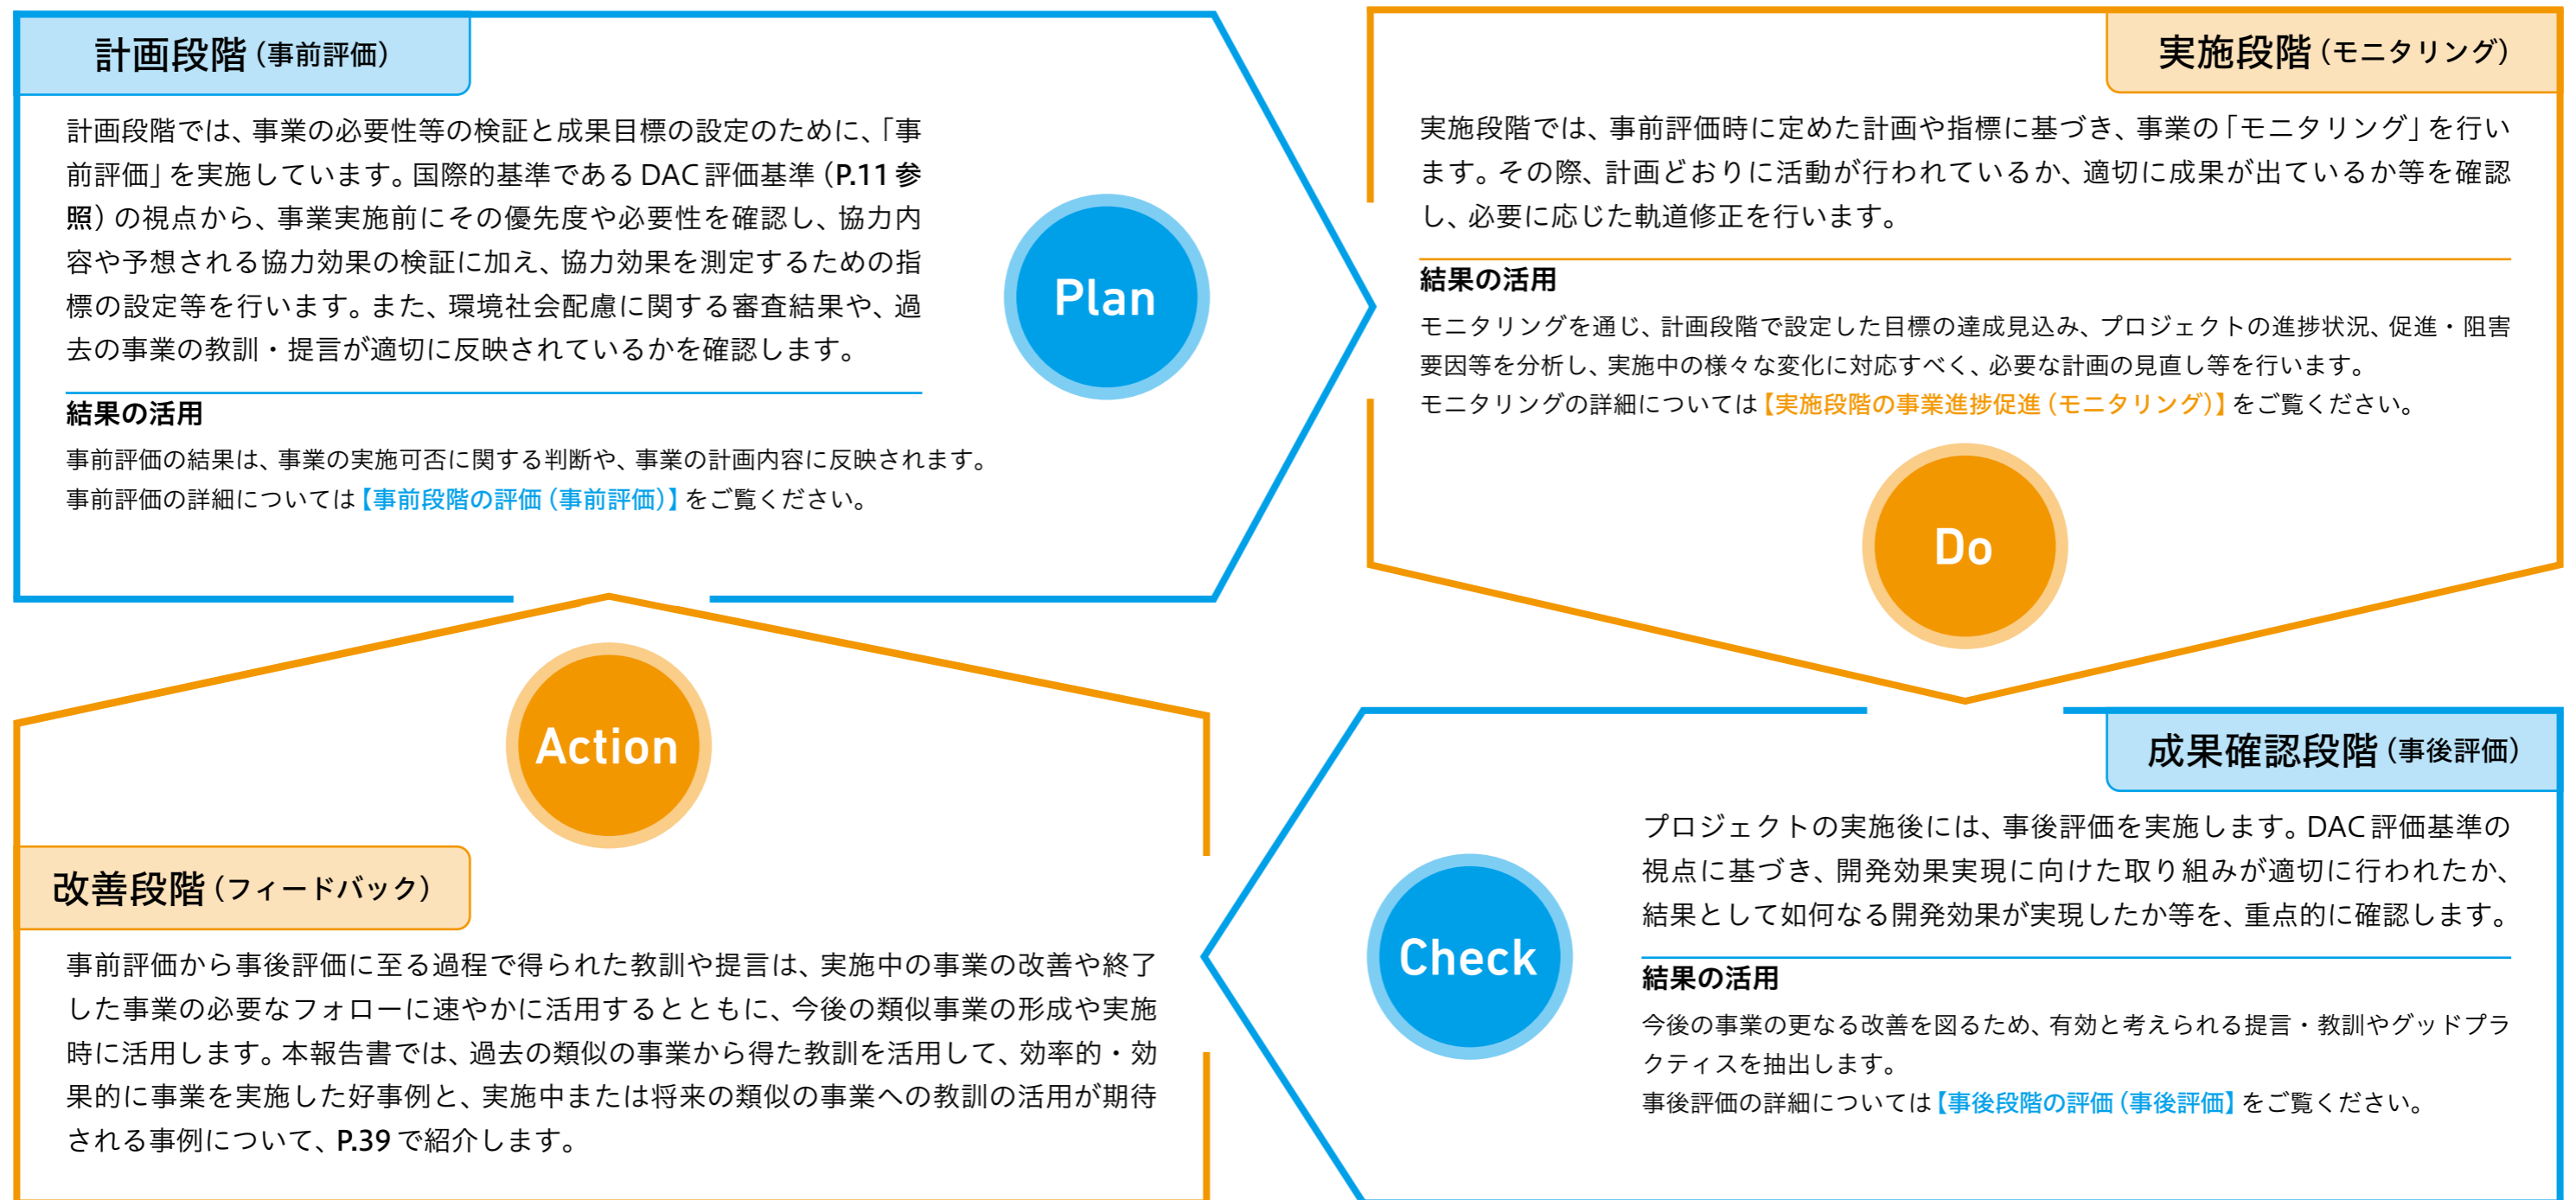 計画段階（事前評価）
計画段階では、事業の必要性等の検証と成果目標の設定のために、「事
前評価」を実施しています。国際的基準であるDAC評価基準（P.11参
照）の視点から、事業実施前にその優先度や必要性を確認し、協力内
容や予想される協力効果の検証に加え、協力効果を測定するための指
標の設定等を行います。また、環境社会配慮に関する審査結果や、過
去の事業の教訓・提言が適切に反映されているかを確認します。
結果の活用
事前評価の結果は、事業の実施可否に関する判断や、事業の計画内容に反映されます。
事前評価の詳細については【事前段階の評価（事前評価）】をご覧ください。
Plan
実施段階（モニタリング）
実施段階では、事前評価時に定めた計画や指標に基づき、事業の「モニタリング」を行い
ます。その際、計画どおりに活動が行われているか、適切に成果が出ているか等を確認
し、必要に応じた軌道修正を行います。
結果の活用
モニタリングを通じ、計画段階で設定した目標の達成見込み、プロジェクトの進捗状況、促進・阻害
要因等を分析し、実施中の様々な変化に対応すべく、必要な計画の見直し等を行います。
モニタリングの詳細については【実施段階の事業進捗促進（モニタリング）】をご覧ください。
Do
成果確認段階（事後評価）
プロジェクトの実施後には、事後評価を実施します。DAC評価基準の
視点に基づき、開発効果実現に向けた取り組みが適切に行われたか、
結果として如何なる開発効果が実現したか等を、重点的に確認します。
結果の活用
今後の事業の更なる改善を図るため、有効と考えられる提言・教訓やグッドプラ
クティスを抽出します。
事後評価の詳細については【事後段階の評価（事後評価】をご覧ください。
Check
Action
改善段階（フィードバック）
事前評価から事後評価に至る過程で得られた教訓や提言は、実施中の事業の改善や終了
した事業の必要なフォローに速やかに活用するとともに、今後の類似事業の形成や実施
時に活用します。本報告書では、過去の類似の事業から得た教訓を活用して、効率的・効
果的に事業を実施した好事例と、実施中または将来の類似の事業への教訓の活用が期待
される事例について、P.39で紹介します。